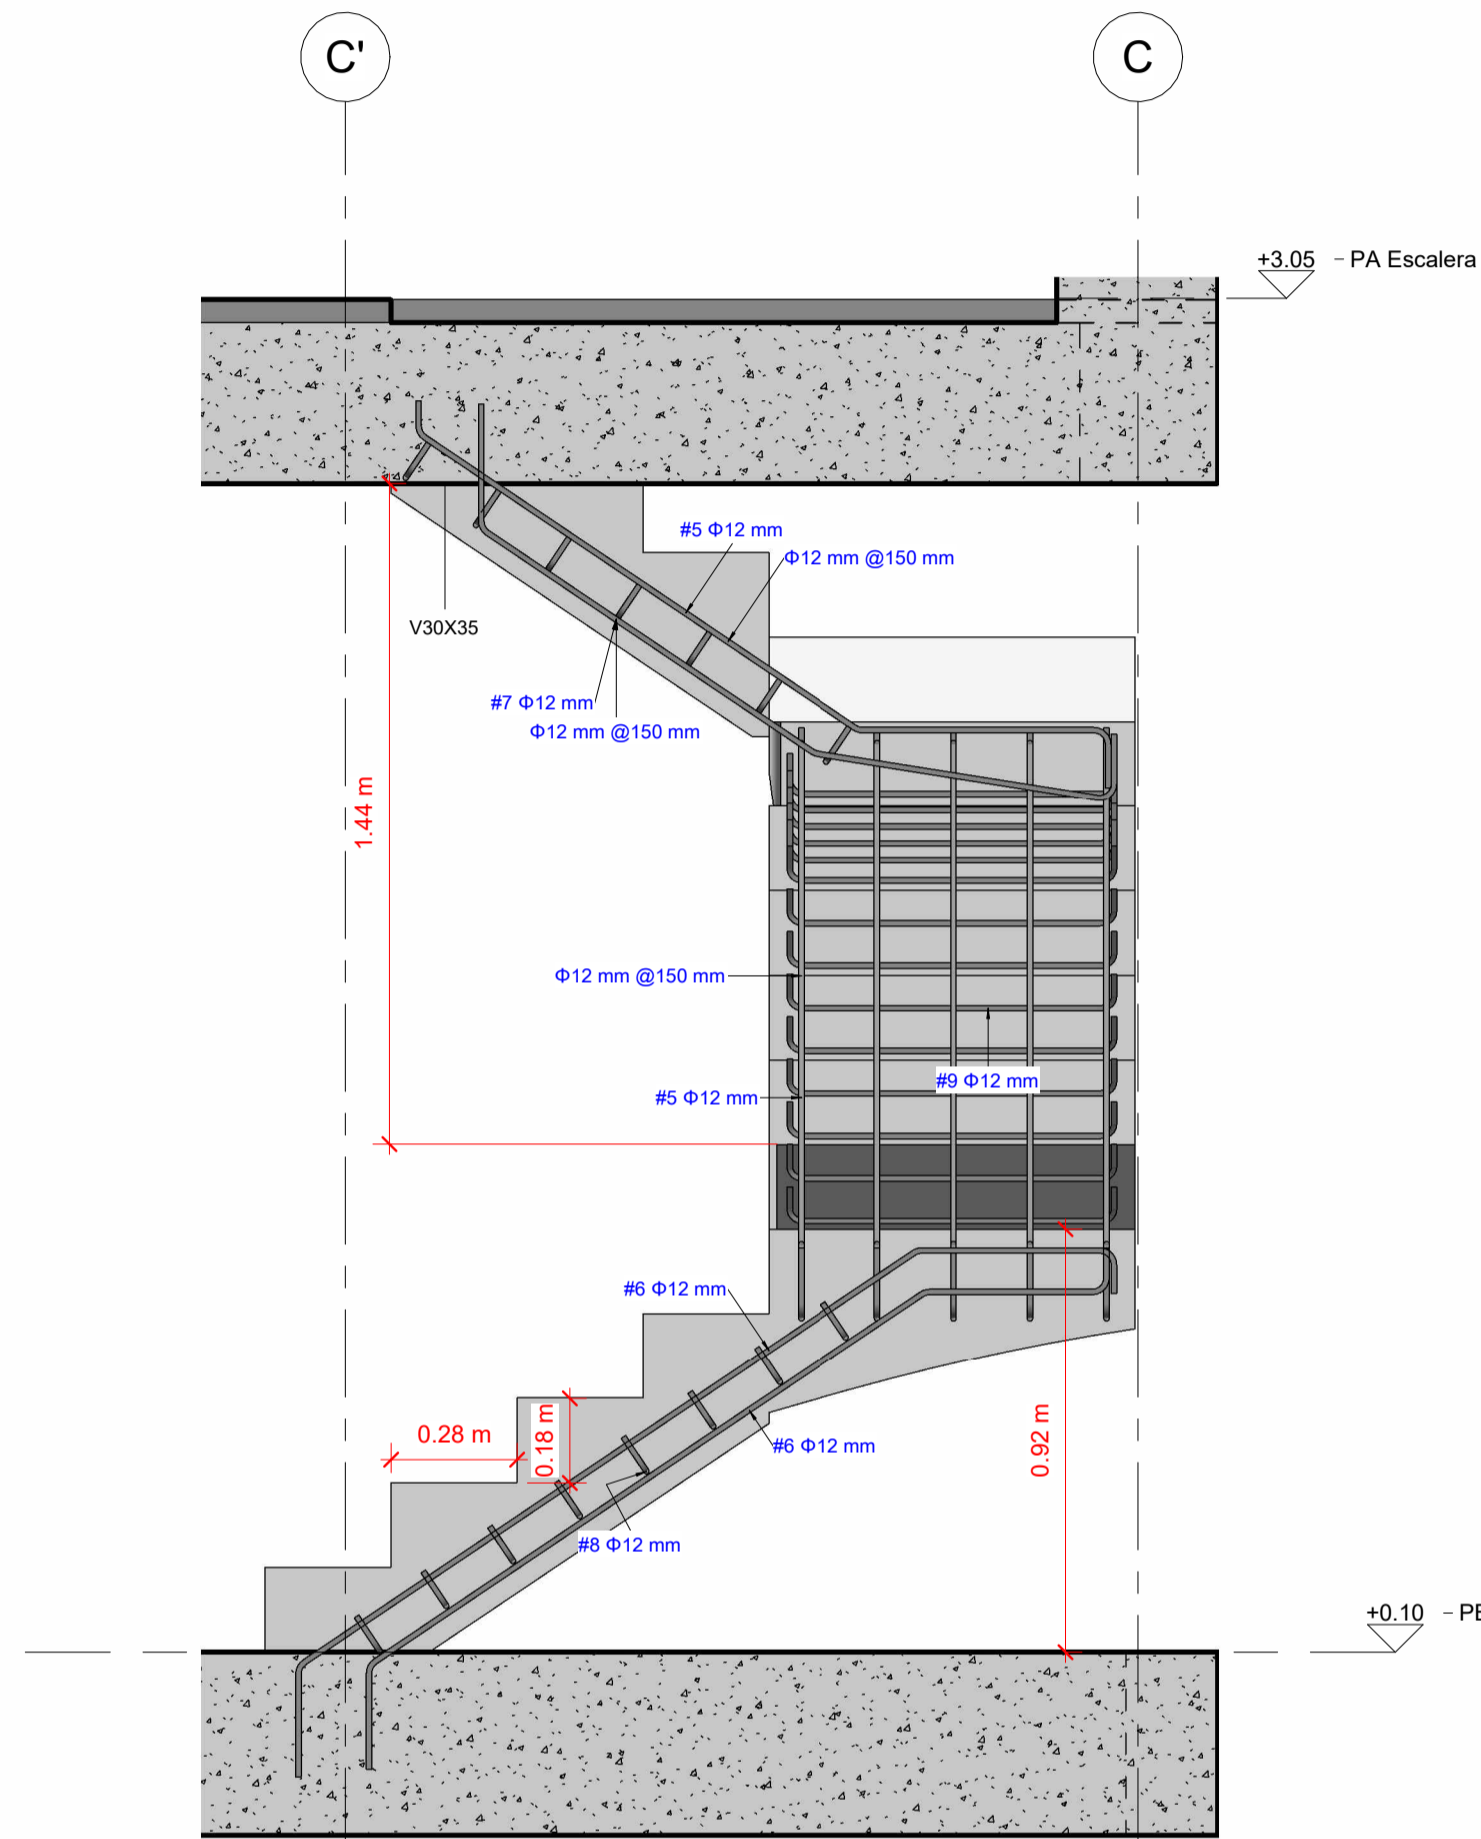 C'
C
+3.05 - PA Escalera
#5 Φ12 mm
Φ12 mm @150 mm
V30X35
#7 Φ12 mm
Φ12 mm @150 mm
1.44 m
Φ12 mm @150 mm
#9 Φ12 mm
#5 Φ12 mm
#6 Φ12 mm
0.28 m
0.18 m
0.92 m
#6 Φ12 mm
#8 Φ12 mm
+0.10 - PB